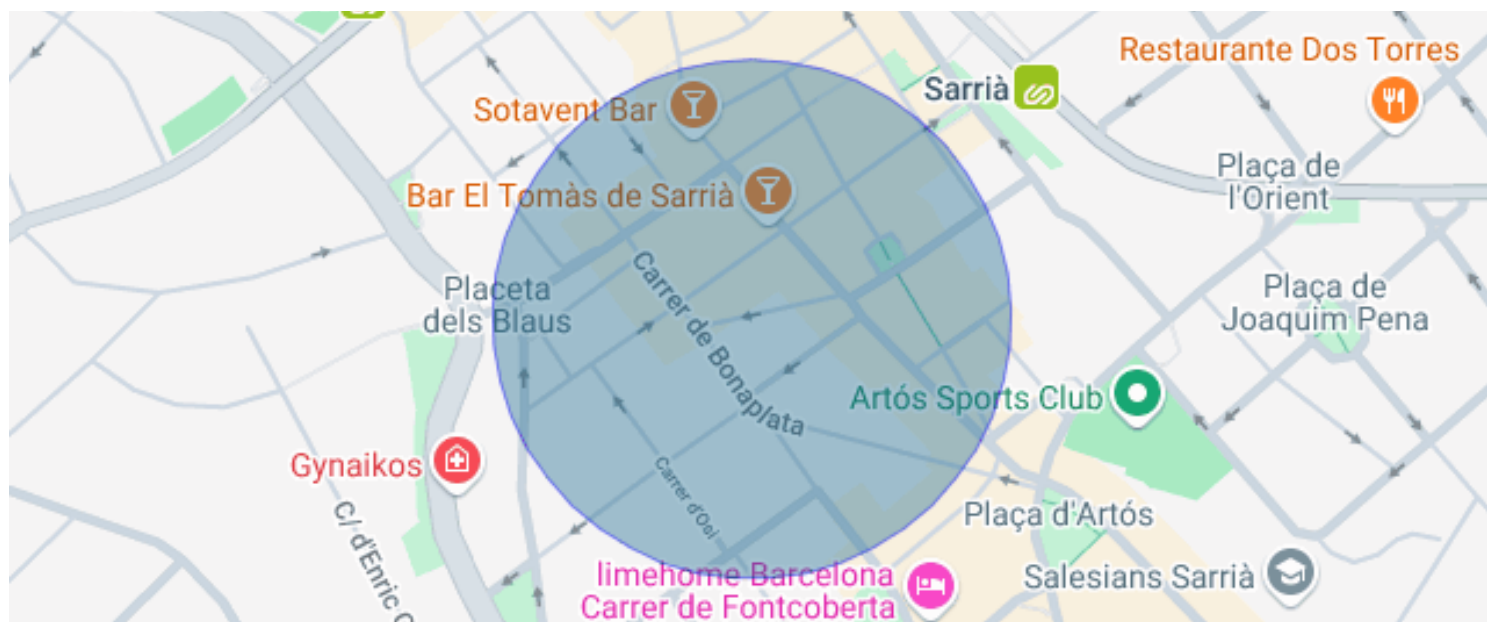 Restaurante Dos Torres
Sarrià
Sotavent Bar
Plaça de
l'Orient
Bar El Tomàs de Sarrià
Placeta
dels Blaus
Carrer de Bonaplata
Plaça de
Joaquim Pena
Artós Sports Club
Gynaikos
Carrer d'Osi
C/ d'Enric
Plaça d'Artós
limehome Barcelona
Carrer de Fontcoberta
Salesians Sarrià